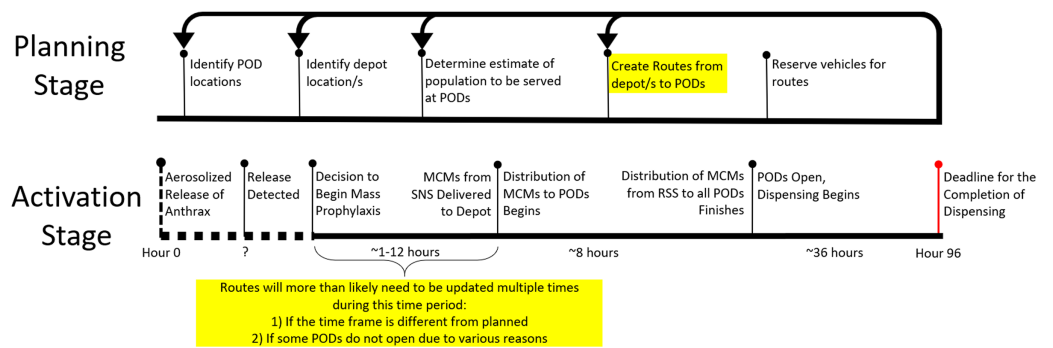 Planning
Stage
Identify POD
locations
Identify depot
location/s
Determine estimate of
population to be served
at PODs
Create Routes from
depot/s to PODs
Reserve vehicles for
routes
Activation
Stage
Aerosolized
Release of
Anthrax
Release
Detected
Decision to
Begin Mass
Prophylaxis
MCMs from
SNS Delivered
to Depot
Distribution of
MCMs to PODs
Begins
Distribution of MCMs
from RSS to all PODs
Finishes
PODs Open,
Dispensing Begins
Deadline for the
Completion of
Dispensing
Hour 0
?
~1-12 hours
~8 hours
~36 hours
Hour 96
Routes will more than likely need to be updated multiple times
during this time period:
1) If the time frame is different from planned
2) If some PODs do not open due to various reasons